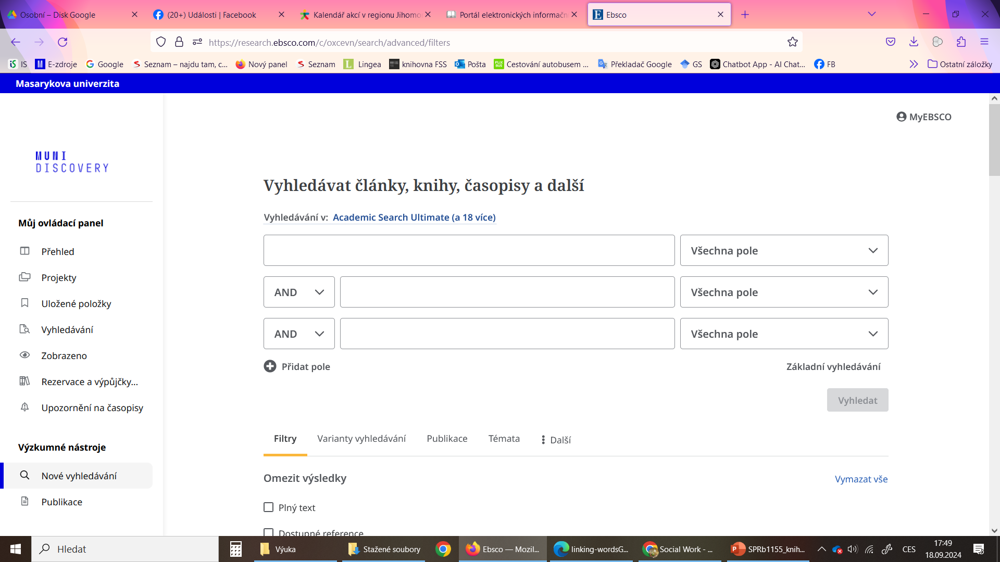 Osobní – Disk Google
(20+) Události | Facebook
Kalendář akcí v regionu Jihomo
Portál elektronických informačn
Ebsco
https://research.ebsco.com/c/oxcevn/search/advanced/filters
IS
E-zdroje
Google
Seznam – najdu tam, c...
Nový panel
Seznam
Lingea
knihovna FSS
Pošta
Cestování autobusem ...
Překladač Google
GS
Chatbot App - AI Chat...
FB
Ostatní záložky
Masarykova univerzita
MyEBSCO
MUNI
DISCOVERY
Můj ovládací panel
Přehled
Projekty
Uložené položky
Vyhledávání
Zobrazeno
Rezervace a výpůjčky...
Upozornění na časopisy
Výzkumné nástroje
Nové vyhledávání
Publikace
Vyhledávat články, knihy, časopisy a další
Vyhledávání v: Academic Search Ultimate (a 18 více)
Všechna pole
AND
Všechna pole
AND
Všechna pole
Přidat pole
Základní vyhledávání
Vyhledat
Filtry
Varianty vyhledávání
Publikace
Témata
Další
Omezit výsledky
Vymazat vše
Plný text
Dostupné reference
Hledat
Výuka
Stažené soubory
Ebsco — Mozil...
linking-wordsG...
Social Work - ...
SPRb1155_knih...
CES
17:49
18.09.2024